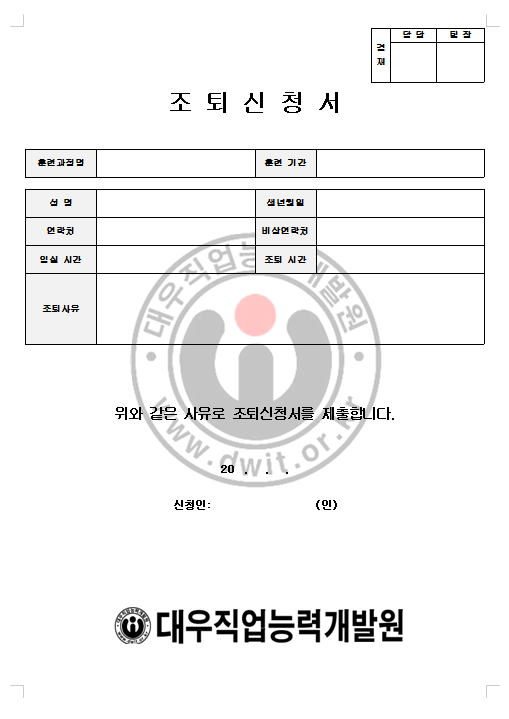 결재
담 당 팀 장
조 퇴 신 청 서
훈련과정명 훈련 기간
성 명 생년월일
연락처 비상연락처
입실 시간 조퇴 시간
조퇴사유
대우직업능력개발원
www.dwit.or.kr
위와 같은 사유로 조퇴신청서를 제출합니다.
20 . . .
신청인: (인)
대우직업능력개발원